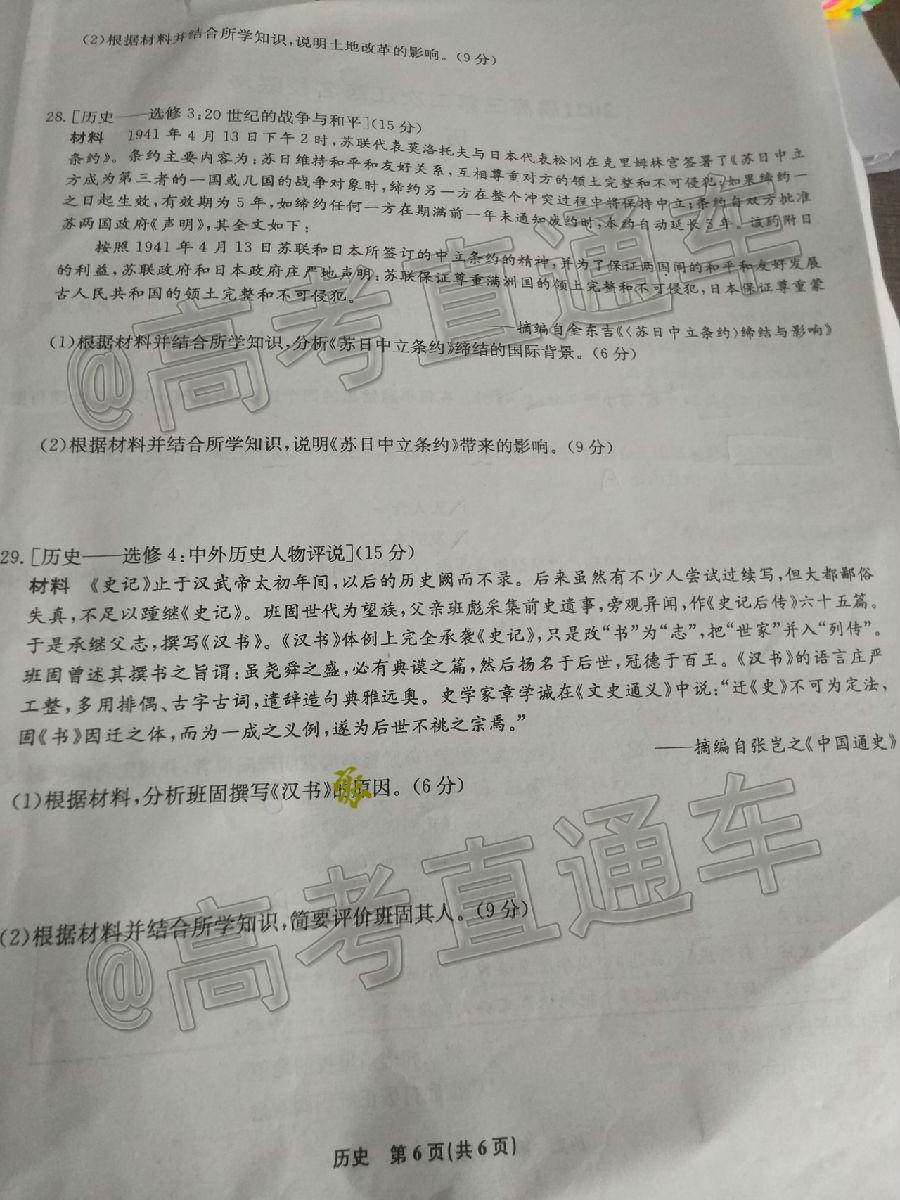 (2)根据材料并结合所学知识,说明土地改革的影响。(9分)
28.[历史——选修3:20世纪的战争与和平](15分)
材料 1941年4月13日下午2时,苏联代表莫洛托夫与日本代表松冈在克里姆林宫签署了《苏日中立
条约》。条约主要内容为:苏日维持和平和友好关系,互相尊重对方的领土完整和不可侵犯;如果缔约一
方成为第三者的一国或几国的战争对象时,缔约另一方在整个冲突过程中将保持中立;条约自双方批准
之日起生效,有效期为5年,如缔约任何一方在期满前一年未通知废约时,本约自动延长5年。该约附日
苏两国政府《声明》,其全文如下:
按照1941年4月13日苏联和日本所签订的中立条约的精神,并为了保证两国间的和平和友好发展
的利益,苏联政府和日本政府庄严地声明:苏联保证尊重满洲国的领土完整和不可侵犯,日本保证尊重蒙
古人民共和国的领土完整和不可侵犯。
——摘编自全东吉《〈苏日中立条约〉缔结与影响》
(1)根据材料并结合所学知识,分析《苏日中立条约》缔结的国际背景。(6分)
(2)根据材料并结合所学知识,说明《苏日中立条约》带来的影响。(9分)
29.[历史——选修4:中外历史人物评说](15分)
材料 《史记》止于汉武帝太初年间,以后的历史阙而不录。后来虽然有不少人尝试过续写,但大都鄙俗
失真,不足以踵继《史记》。班固世代为望族,父亲班彪采集前史遗事,旁观异闻,作《史记后传》六十五篇。
于是承继父志,撰写《汉书》。《汉书》体例上完全承袭《史记》,只是改“书”为“志”,把“世家”并入“列传”。
班固曾述其撰书之旨谓:虽尧舜之盛,必有典谟之篇,然后扬名于后世,冠德于百王。《汉书》的语言庄严
工整,多用排偶、古字古词,遣辞造句典雅远奥。史学家章学诚在《文史通义》中说:“迁《史》不可为定法,
固《书》因迁之体,而为一成之义例,遂为后世不祧之宗焉。”
——摘编自张岂之《中国通史》
(1)根据材料,分析班固撰写《汉书》的原因。(6分)
(2)根据材料并结合所学知识,简要评价班固其人。(9分)
历史 第6页(共6页)
@高考直通车
@高考直通车